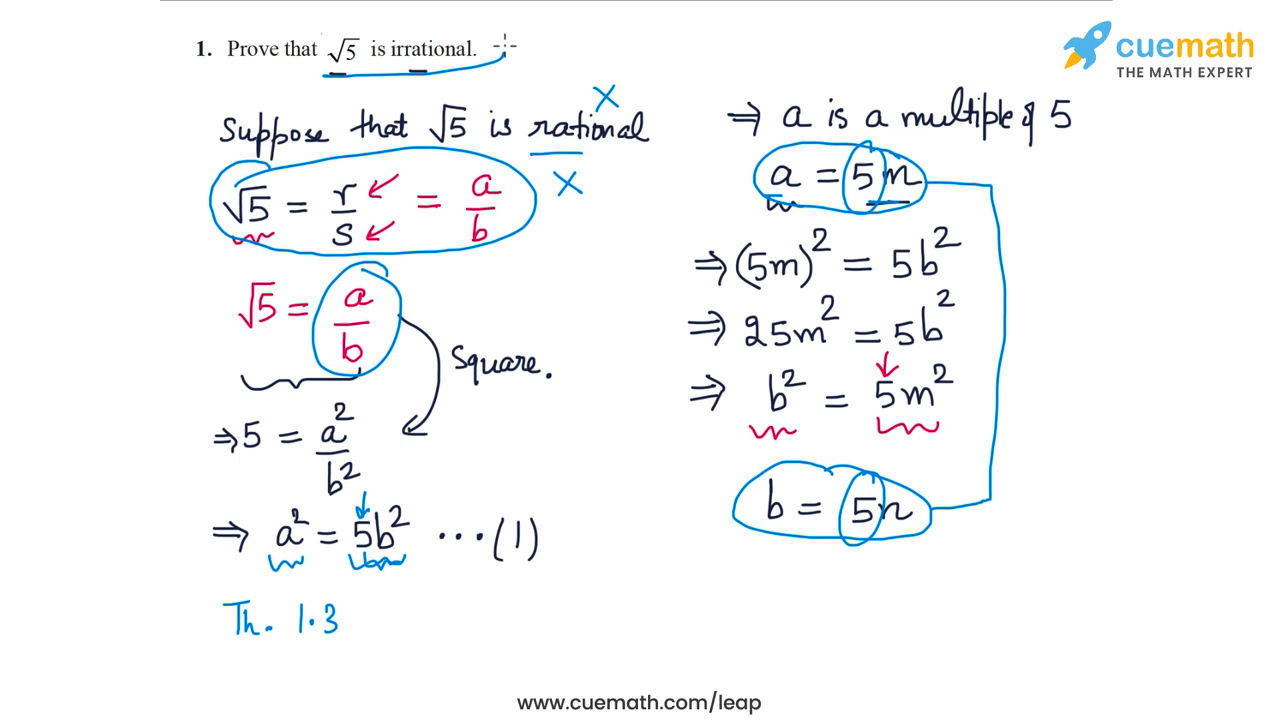 1. Prove that √5 is irrational.
cuemath
THE MATH EXPERT
Suppose that √5 is rational
√5 = r/s = a/b
√5 = a/b
Square.
⇒ 5 = a²/b²
⇒ a² = 5b² ...(1)
Th. 1.3
⇒ a is a multiple of 5
a = 5m
⇒ (5m)² = 5b²
⇒ 25m² = 5b²
⇒ b² = 5m²
b = 5n
www.cuemath.com/leap